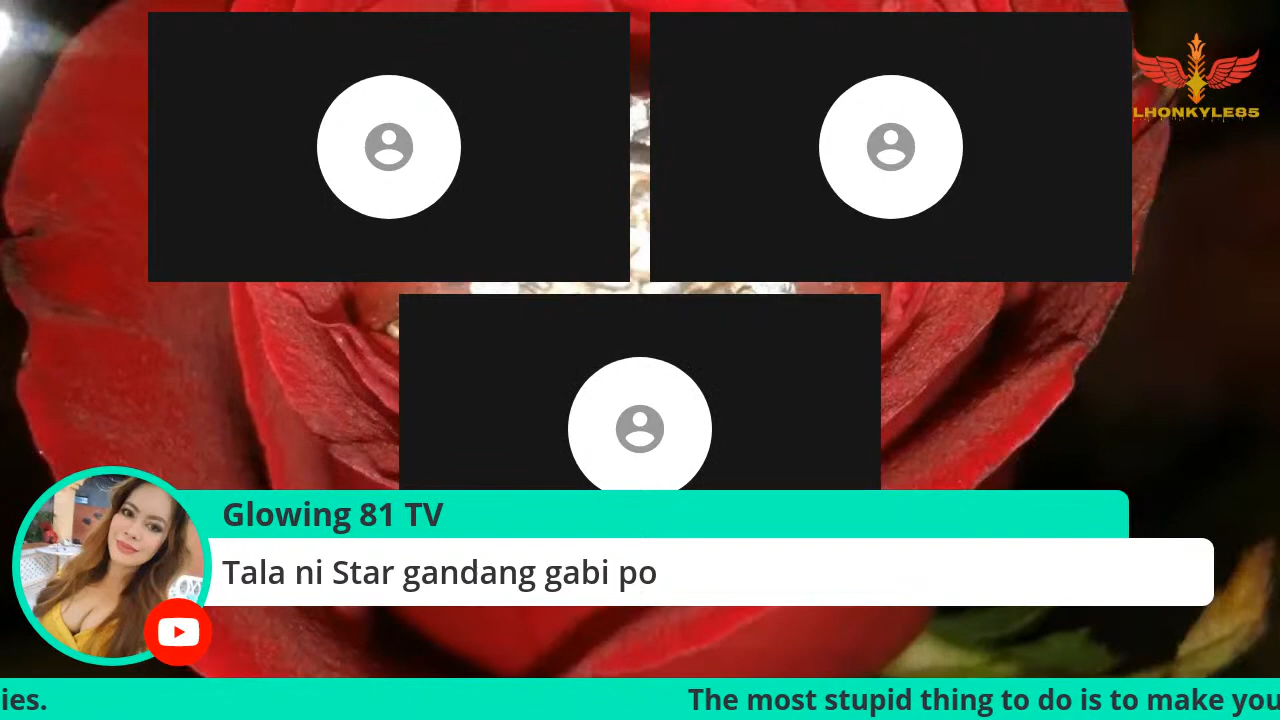 LHONKYLE85
Glowing 81 TV
Tala ni Star gandang gabi po
ies.
The most stupid thing to do is to make you